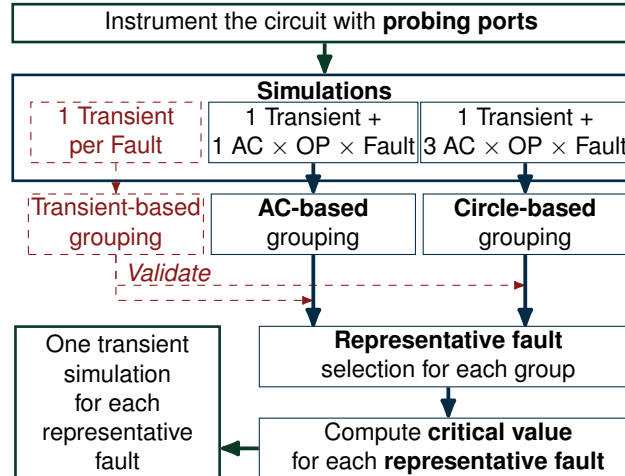 Instrument the circuit with probing ports
Simulations
1 Transient
per Fault
1 Transient +
1 AC × OP × Fault
1 Transient +
3 AC × OP × Fault
Transient-based
grouping
AC-based
grouping
Circle-based
grouping
Validate
Representative fault
selection for each group
One transient
simulation
for each
representative
fault
Compute critical value
for each representative fault